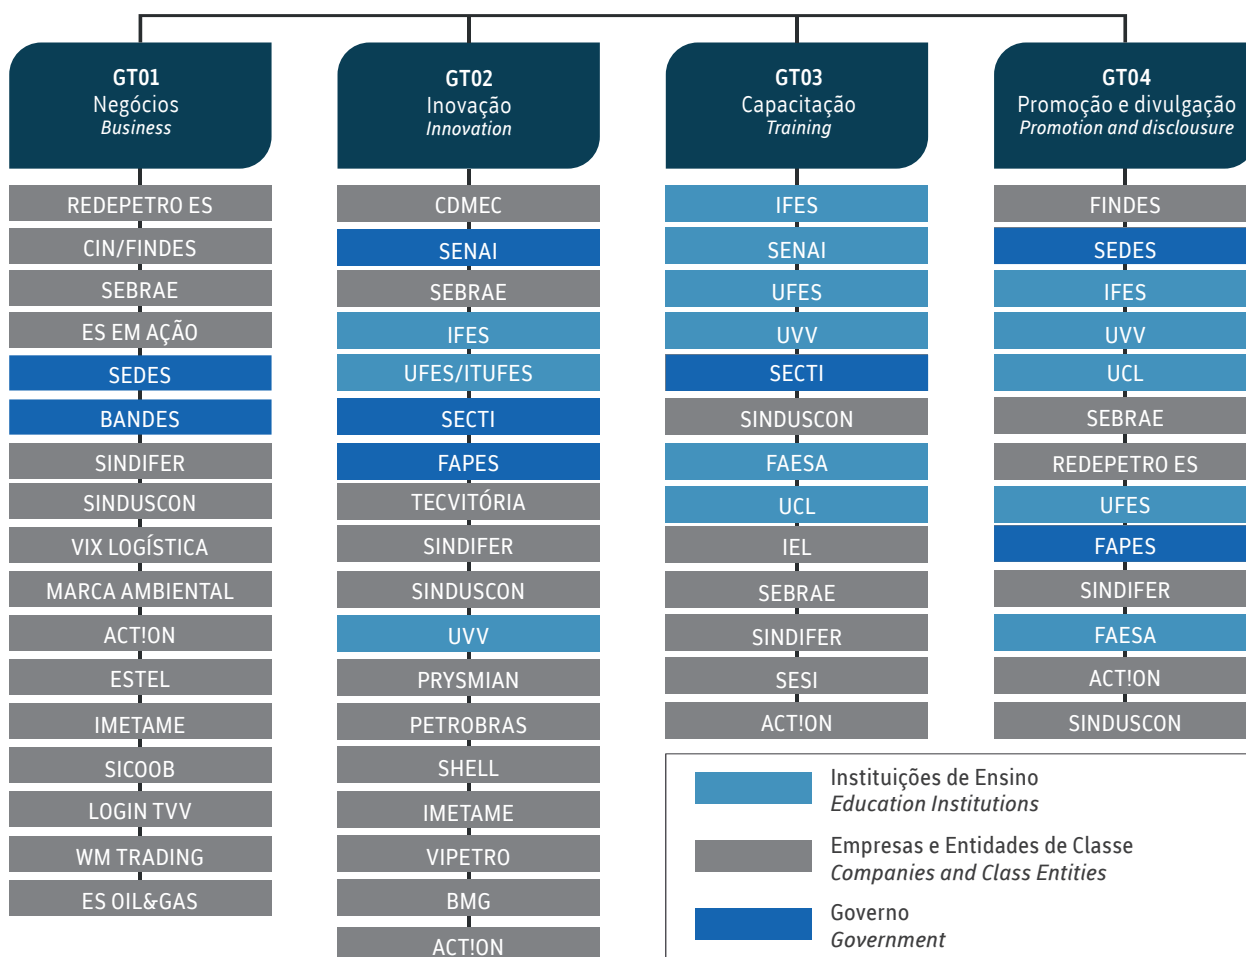 GT01
Negócios
Business
REDEPETRO ES
CIN/FINDES
SEBRAE
ES EM AÇÃO
SEDES
BANDES
SINDIFER
SINDUSCON
VIX LOGÍSTICA
MARCA AMBIENTAL
ACT!ON
ESTEL
IMETAME
SICOOB
LOGIN TVV
WM TRADING
ES OIL&GAS
GT02
Inovação
Innovation
CDMEC
SENAI
SEBRAE
IFES
UFES/ITUFES
SECTI
FAPES
TECVITÓRIA
SINDIFER
SINDUSCON
UVV
PRYSMIAN
PETROBRAS
SHELL
IMETAME
VIPETRO
BMG
ACT!ON
GT03
Capacitação
Training
IFES
SENAI
UFES
UVV
SECTI
SINDUSCON
FAESA
UCL
IEL
SEBRAE
SINDIFER
SESI
ACT!ON
GT04
Promoção e divulgação
Promotion and disclousure
FINDES
SEDES
IFES
UVV
UCL
SEBRAE
REDEPETRO ES
UFES
FAPES
SINDIFER
FAESA
ACT!ON
SINDUSCON
Instituições de Ensino
Education Institutions
Empresas e Entidades de Classe
Companies and Class Entities
Governo
Government